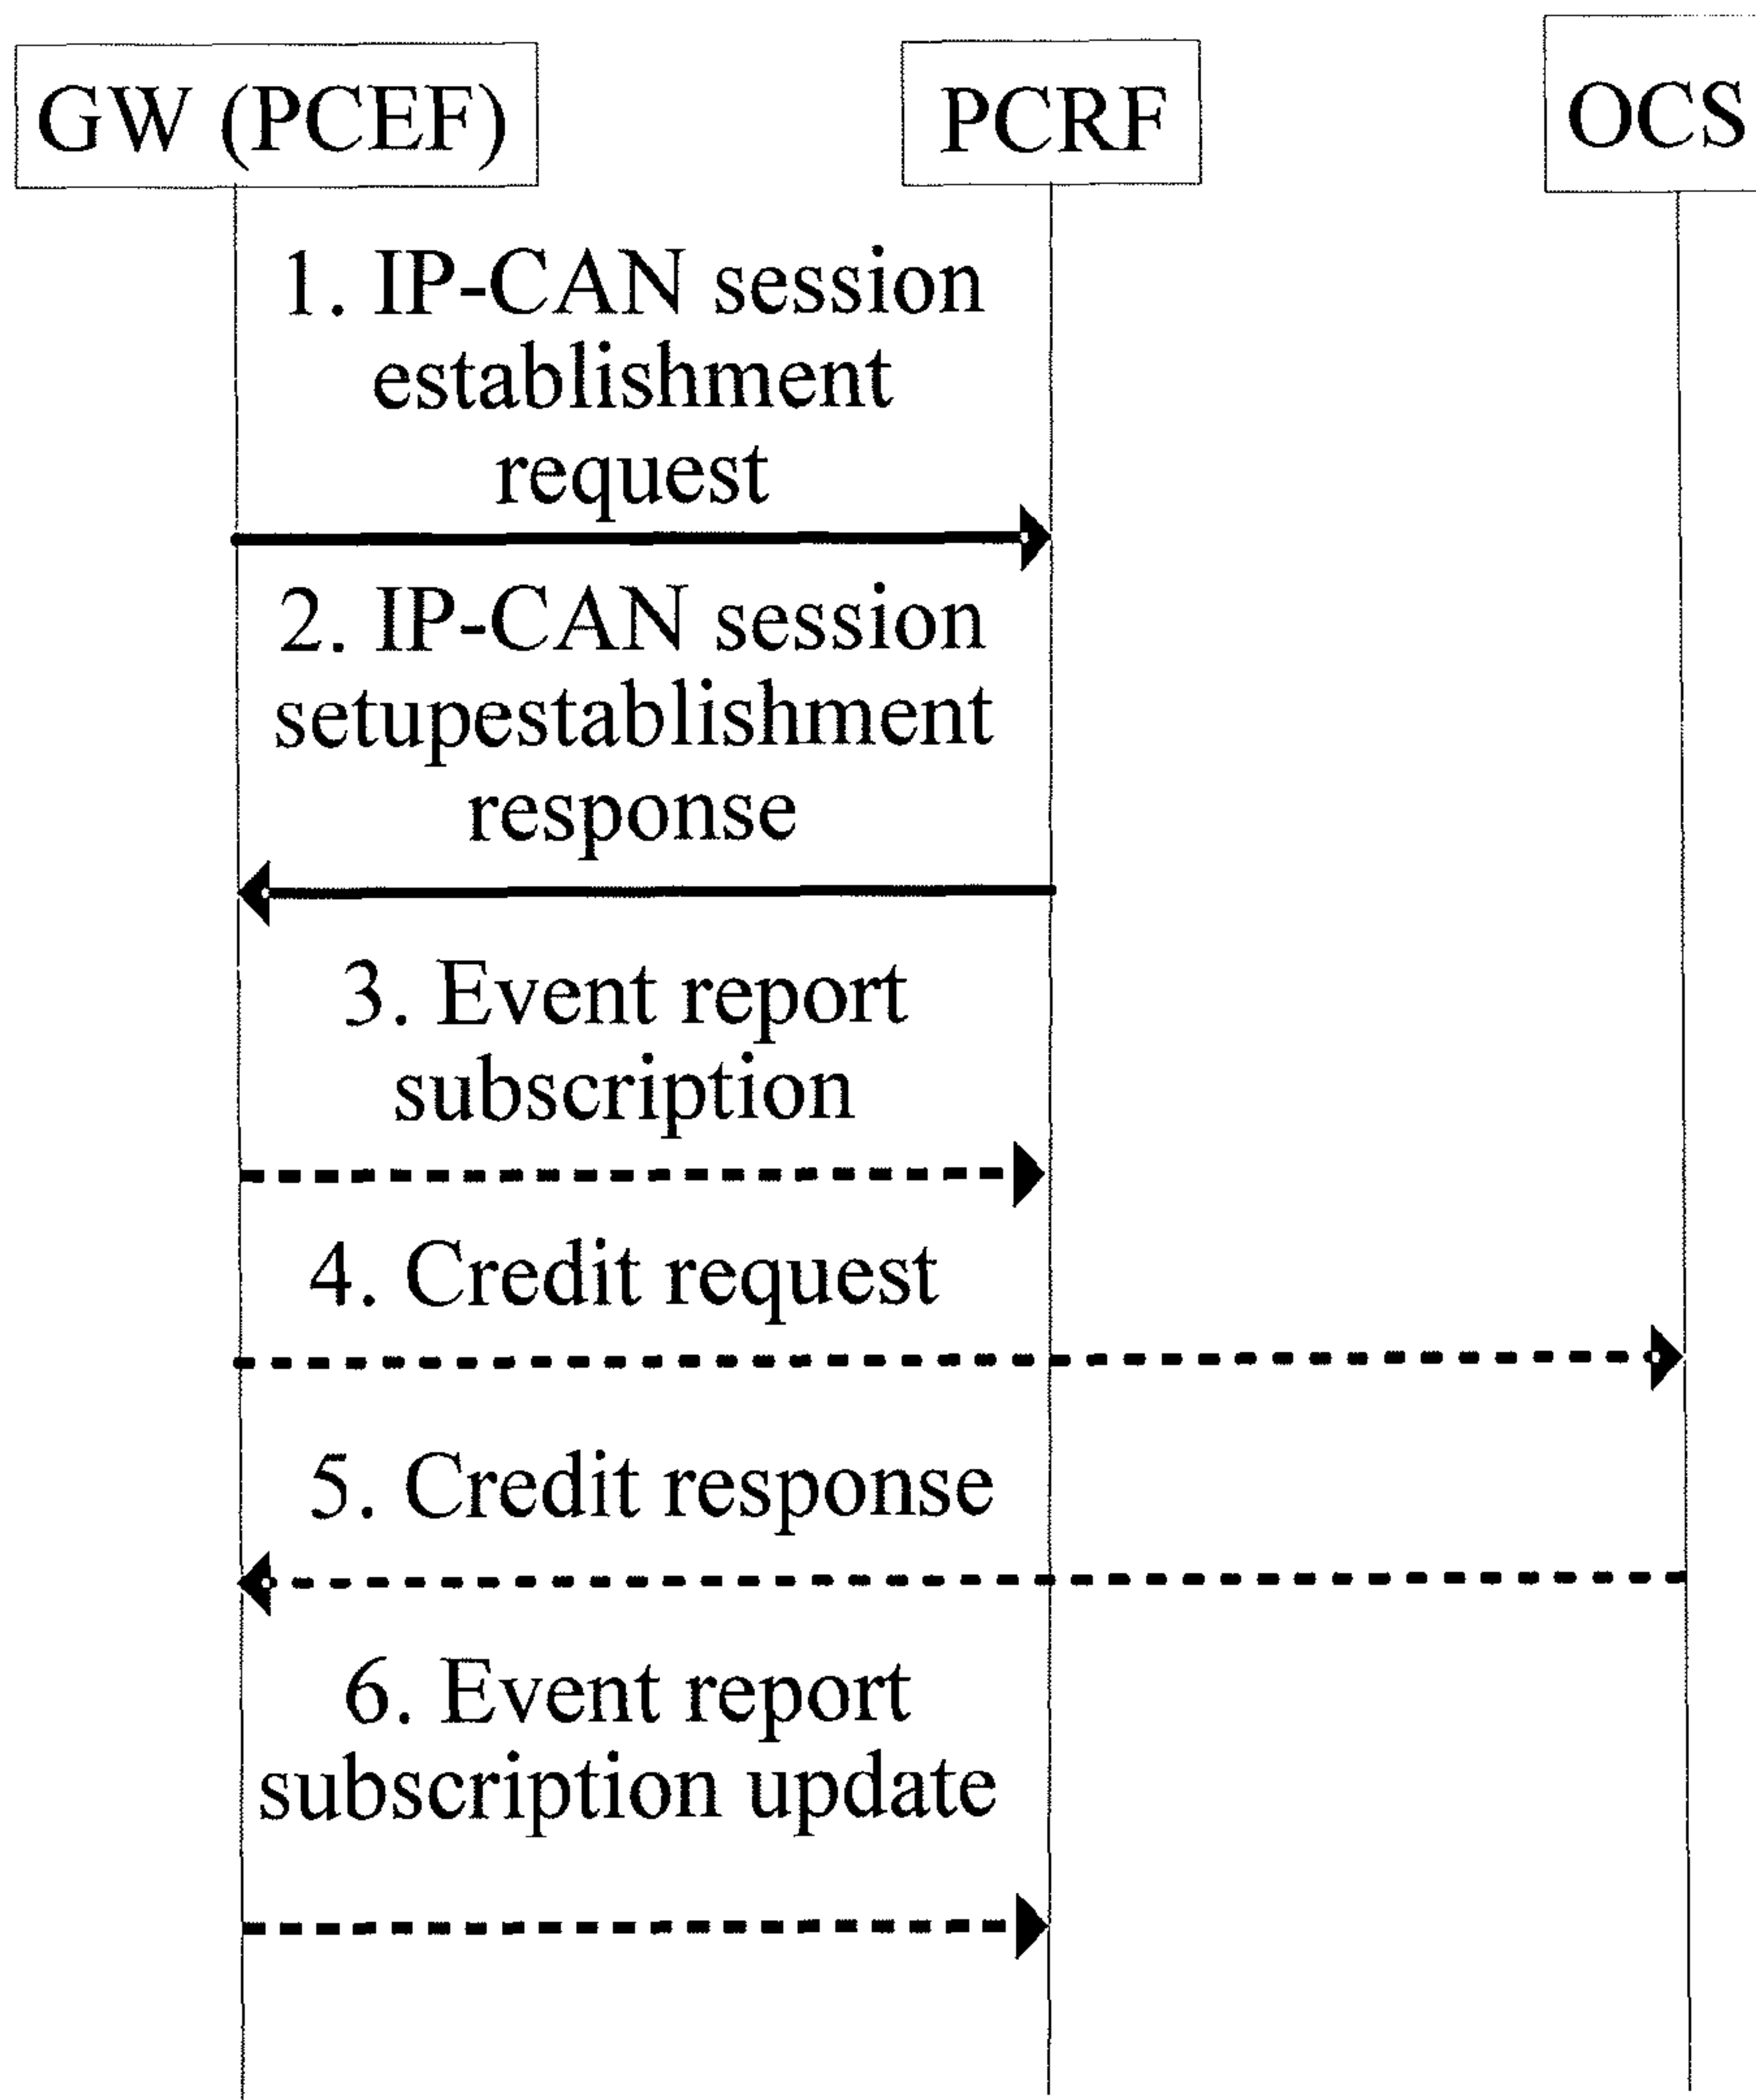 GW (PCEF)
PCRF
OCS
1. IP-CAN session
establishment
request
2. IP-CAN session
setupestablishment
response
3. Event report
subscription
4. Credit request
5. Credit response
6. Event report
subscription update